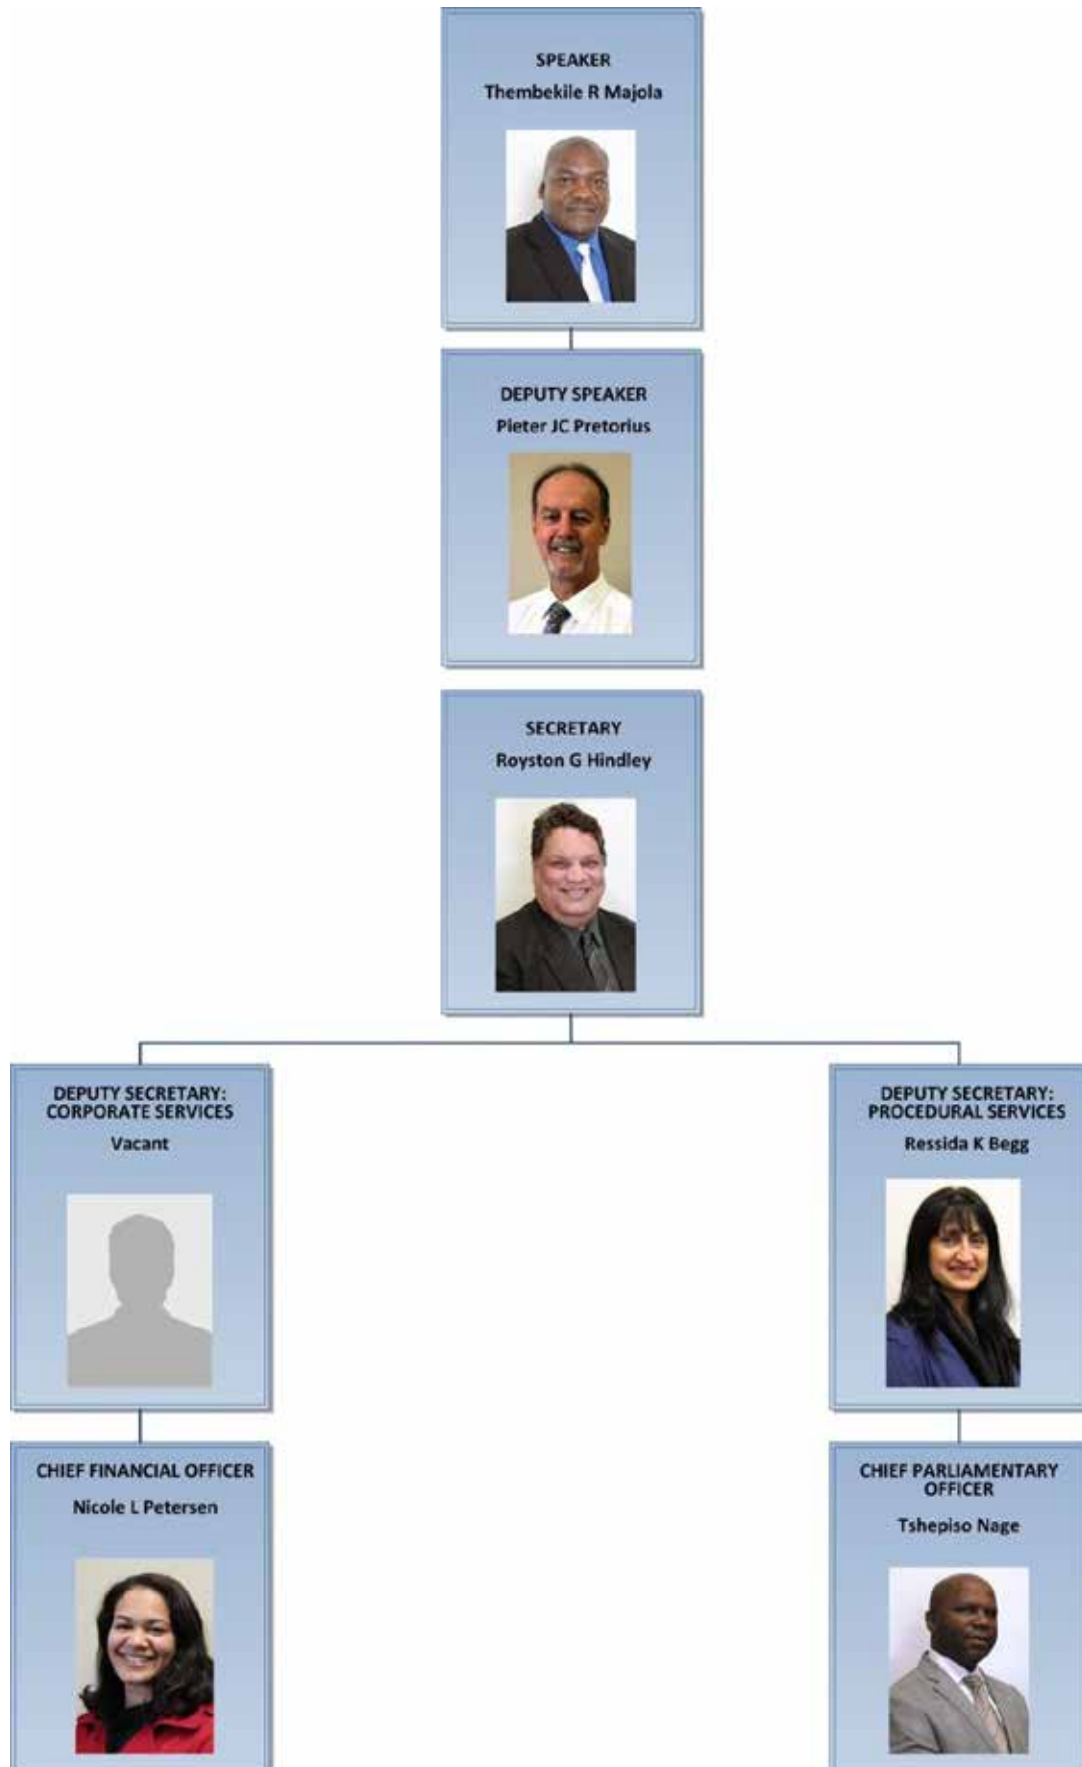 SPEAKER
Thembekile R Majola
DEPUTY SPEAKER
Pieter JC Pretorius
SECRETARY
Royston G Hindley
DEPUTY SECRETARY:
CORPORATE SERVICES
Vacant
DEPUTY SECRETARY:
PROCEDURAL SERVICES
Ressida K Begg
CHIEF FINANCIAL OFFICER
Nicole L Petersen
CHIEF PARLIAMENTARY
OFFICER
Tshepiso Nage